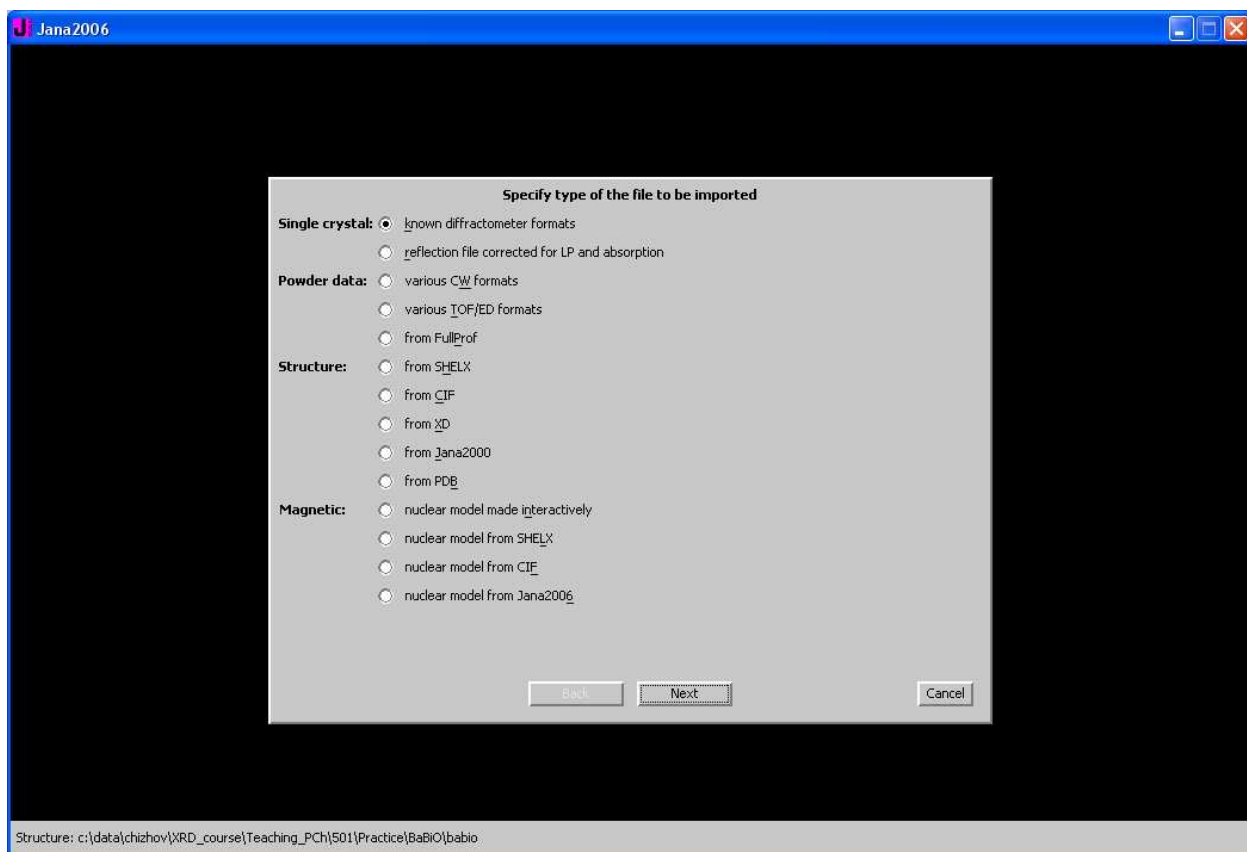 Jana2006
Specify type of the file to be imported
Single crystal: known diffractometer formats
reflection file corrected for LP and absorption
Powder data: various CW formats
various TOF/ED formats
from FullProf
Structure: from SHELX
from CIF
from XD
from Jana2000
from PDB
Magnetic: nuclear model made interactively
nuclear model from SHELX
nuclear model from CIF
nuclear model from Jana2006
Back Next Cancel
Structure: c:\data\chizhov\XRD_course\Teaching_PCh\501\Practice\BaBiO\babio